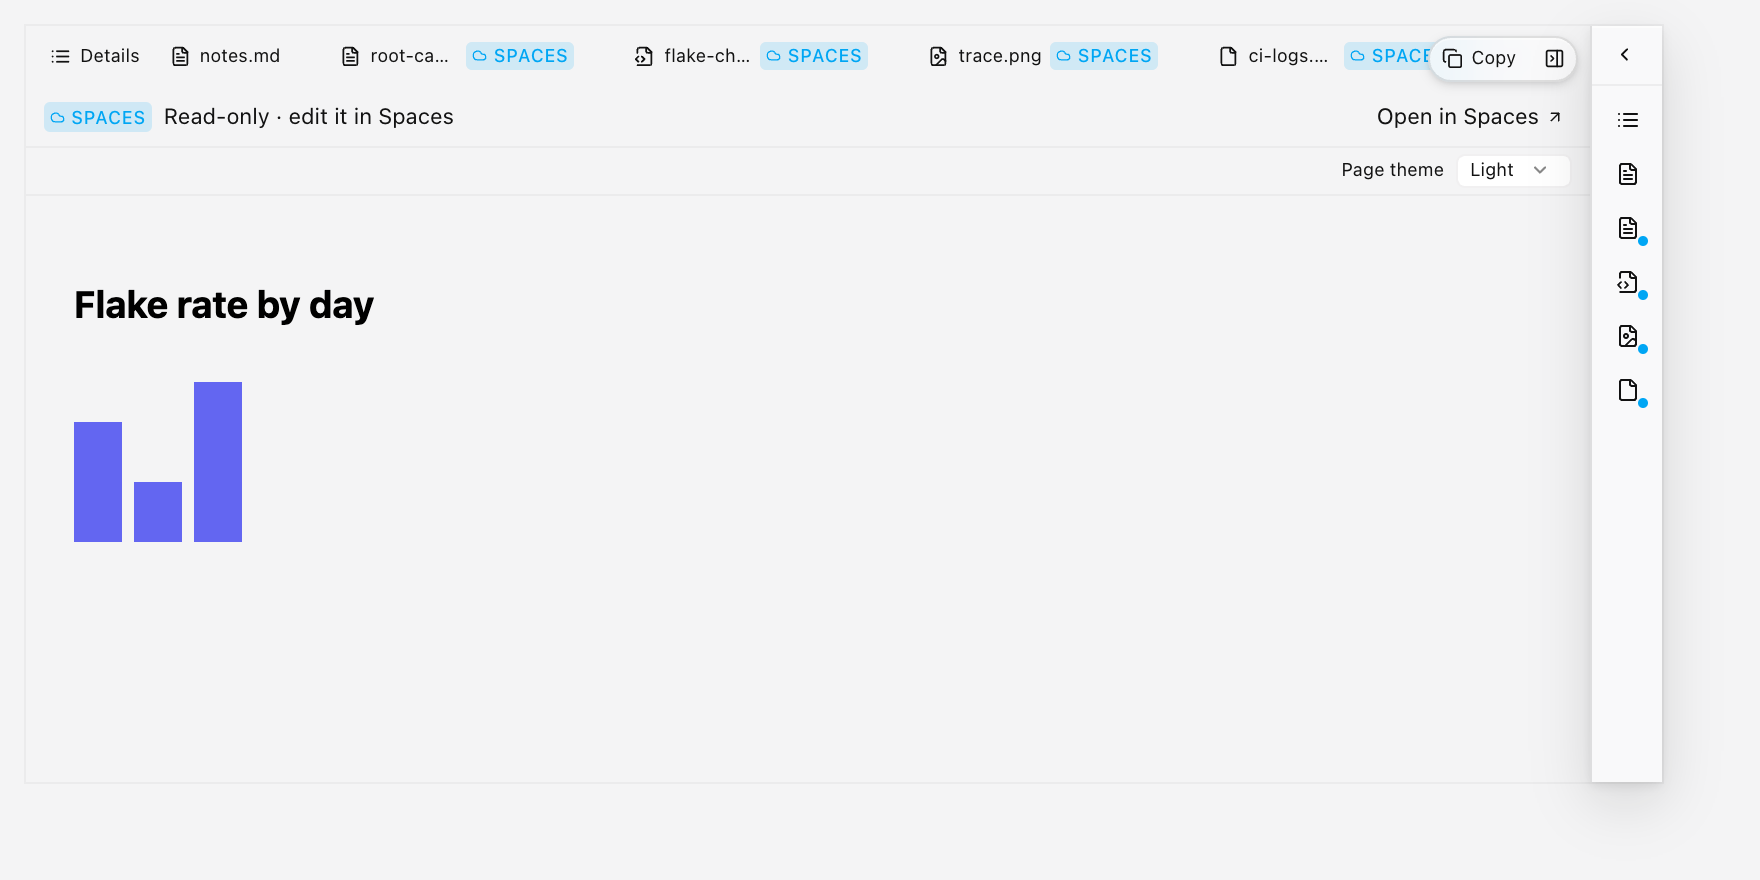 Details notes.md root-ca... SPACES flake-ch... SPACES trace.png SPACES ci-logs.... SPACE Copy
SPACES Read-only · edit it in Spaces Open in Spaces
Page theme Light
Flake rate by day